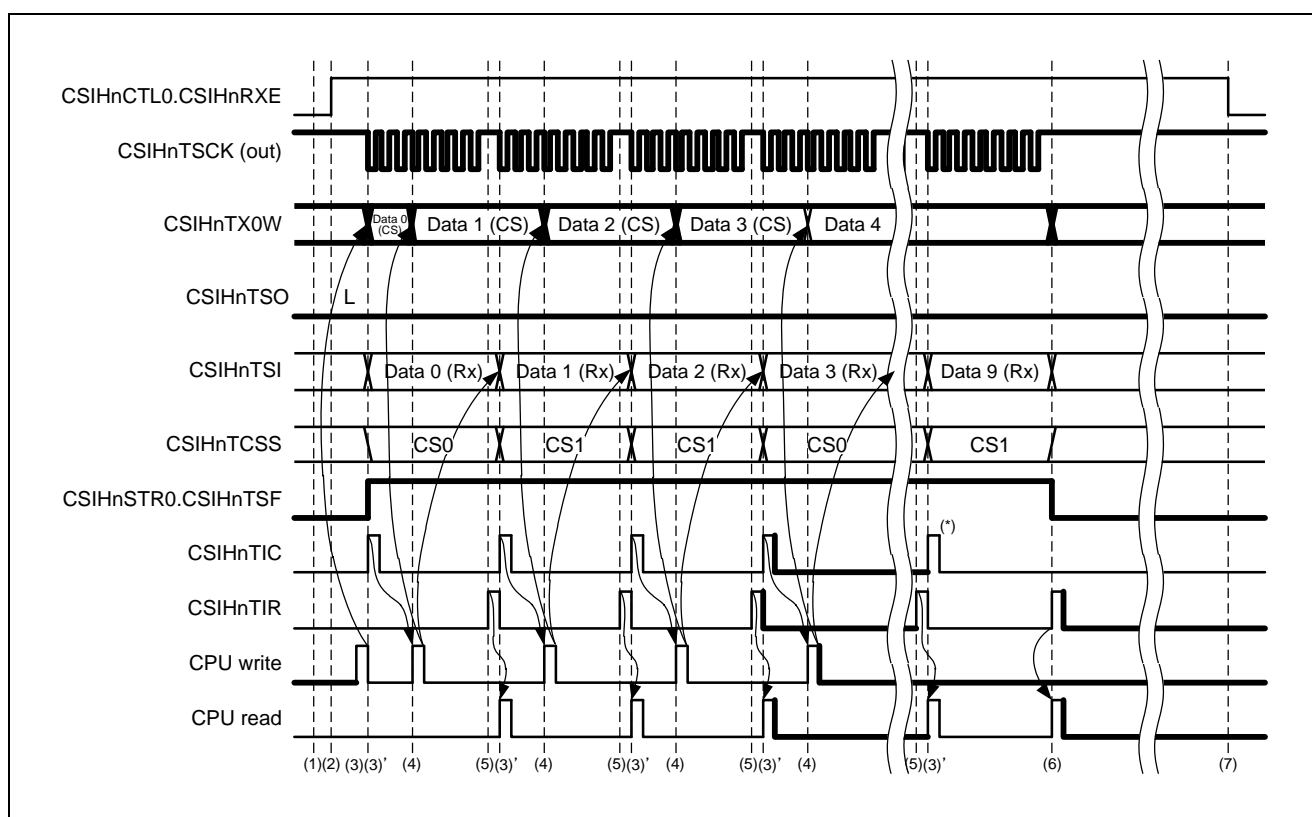 CSIHnCTL0.CSIHnRXE
CSIHnTSCK (out)
CSIHnTX0W
Data 0
(CS)
Data 1 (CS)
Data 2 (CS)
Data 3 (CS)
Data 4
CSIHnTSO
L
CSIHnTSI
Data 0 (Rx)
Data 1 (Rx)
Data 2 (Rx)
Data 3 (Rx)
Data 9 (Rx)
CSIHnTCSS
CS0
CS1
CS1
CS0
CS1
CSIHnSTR0.CSIHnTSF
CSIHnTIC
(*)
CSIHnTIR
CPU write
CPU read
(1)(2) (3)(3)' (4) (5)(3)' (4) (5)(3)' (4) (5)(3)' (4) (5)(3)' (6) (7)